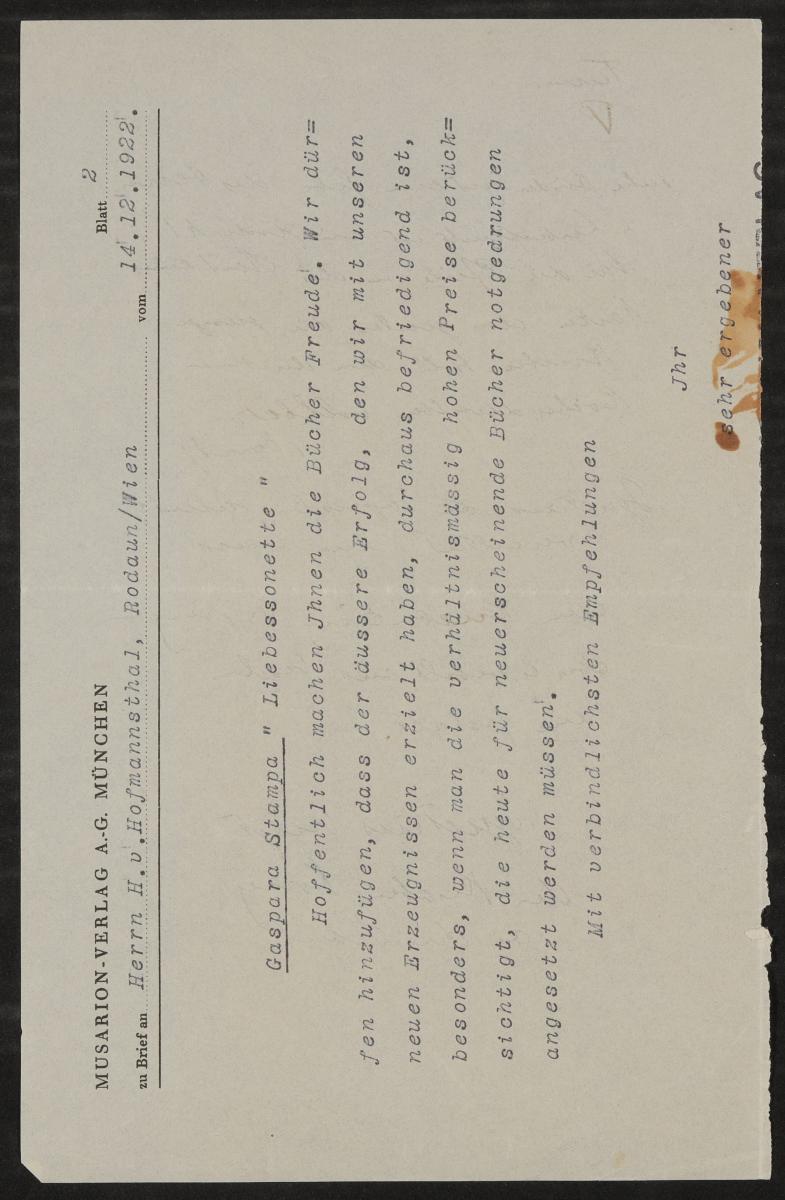 MUSARION-VERLAG A.-G. MÜNCHEN
Blatt 2
zu Brief an Herrn H.v.Hofmannsthal, Rodaun/Wien vom 14.12.1922.
Gaspara Stampa " Liebessonette "
Hoffentlich machen Jhnen die Bücher Freude. Wir dür=
fen hinzufügen, dass der äussere Erfolg, den wir mit unseren
neuen Erzeugnissen erzielt haben, durchaus befriedigend ist,
besonders, wenn man die verhältnismässig hohen Preise berück=
sichtigt, die heute für neuerscheinende Bücher notgedrungen
angesetzt werden müssen.
Mit verbindlichsten Empfehlungen
Jhr
sehr ergebener